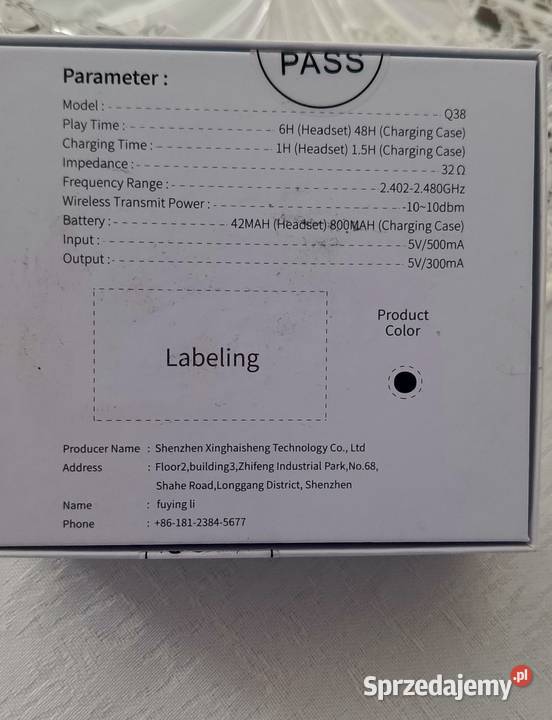 PASS
Parameter :
Model : Q38
Play Time : 6H (Headset) 48H (Charging Case)
Charging Time : 1H (Headset) 1.5H (Charging Case)
Impedance : 32 Ω
Frequency Range : 2.402-2.480GHz
Wireless Transmit Power : -10~10dbm
Battery : 42MAH (Headset) 800MAH (Charging Case)
Input : 5V/500mA
Output : 5V/300mA
Labeling
Product
Color
Producer Name : Shenzhen Xinghaisheng Technology Co., Ltd
Address : Floor2,building3,Zhifeng Industrial Park,No.68,
Shahe Road,Longgang District, Shenzhen
Name : fuying li
Phone : +86-181-2384-5677
Sprzedajemy.pl